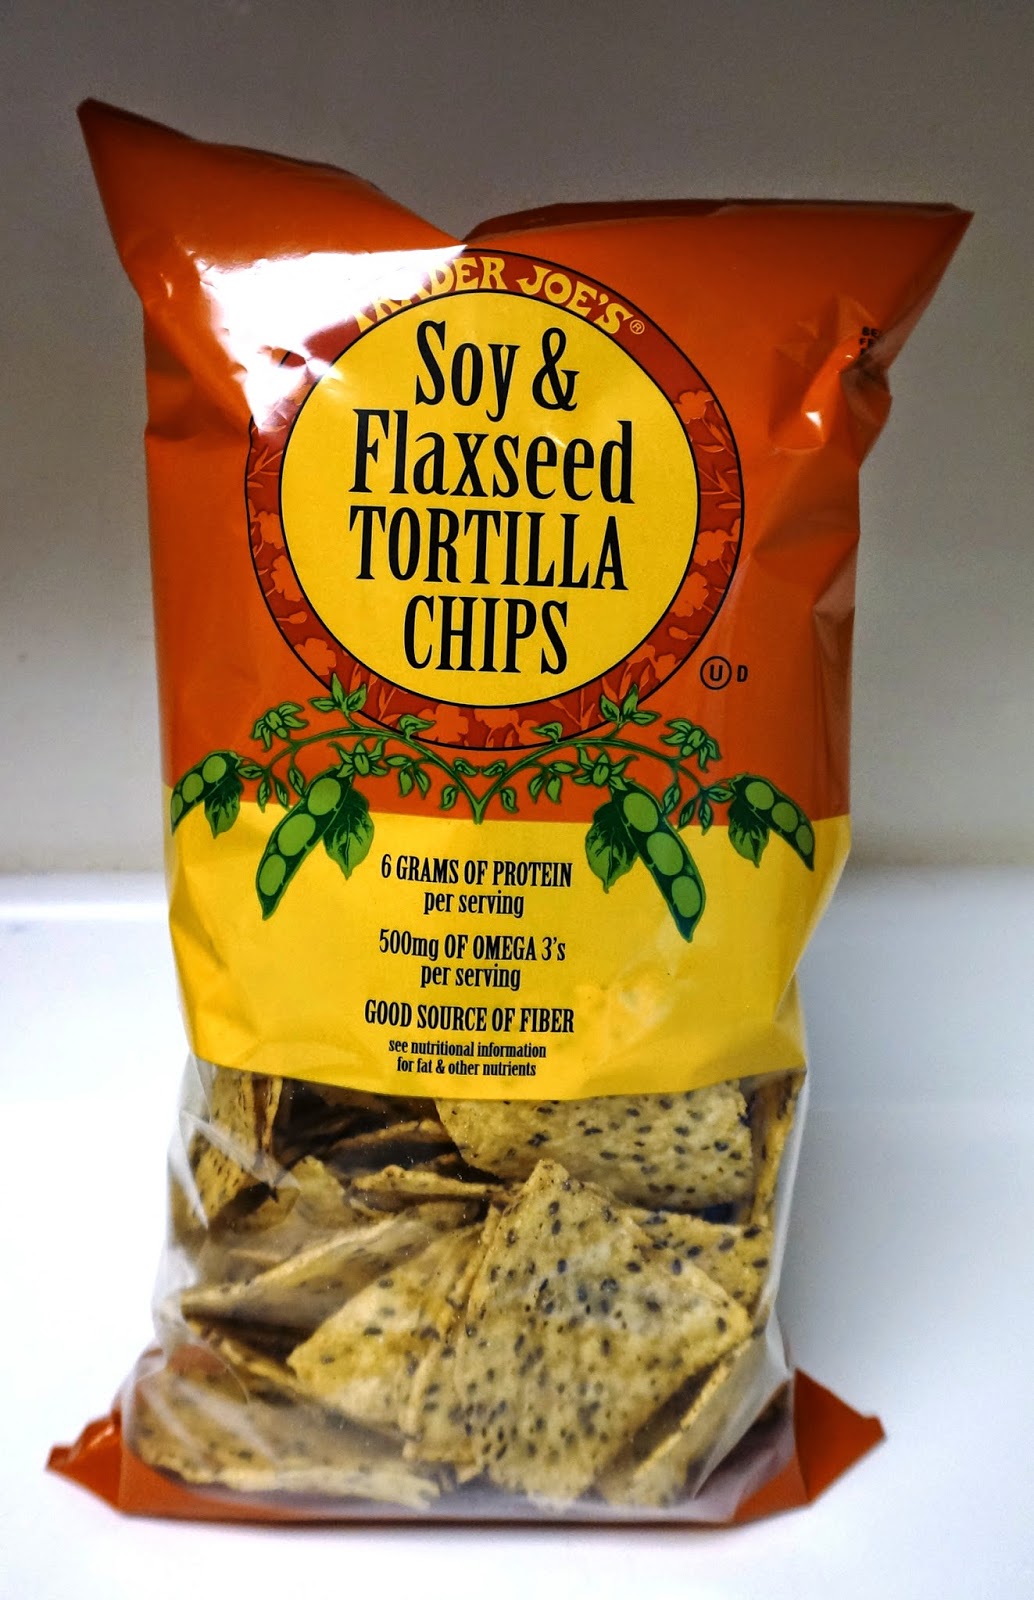 TRADER JOE'S®
Soy &
Flaxseed
TORTILLA
CHIPS
U D
6 GRAMS OF PROTEIN
per serving
500mg OF OMEGA 3's
per serving
GOOD SOURCE OF FIBER
see nutritional information
for fat & other nutrients